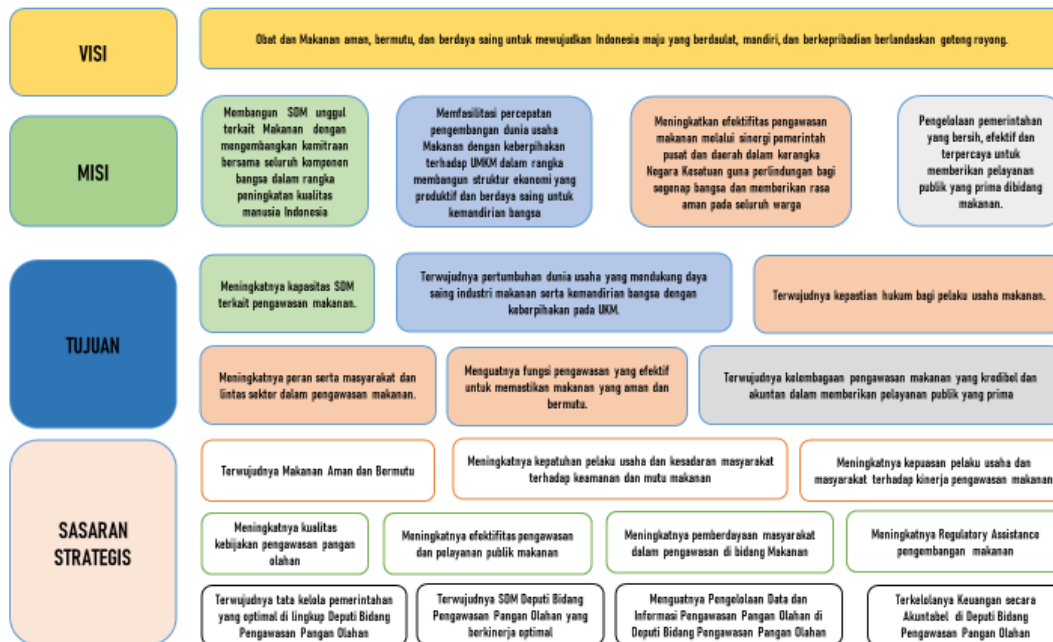 VISI
Obat dan Makanan aman, bermutu, dan berdaya saing untuk mewujudkan Indonesia maju yang berdaulat, mandiri, dan berkepribadian berlandaskan gotong royong.
MISI
Membangun SDM unggul
terkait Makanan dengan
mengembangkan kemitraan
bersama seluruh komponen
bangsa dalam rangka
peningkatan kualitas
manusia Indonesia
Memfasilitasi percepatan
pengembangan dunia usaha
Makanan dengan keberpihakan
terhadap UMKM dalam rangka
membangun struktur ekonomi yang
produktif dan berdaya saing untuk
kemandirian bangsa
Meningkatkan efektifitas pengawasan
makanan melalui sinergi pemerintah
pusat dan daerah dalam kerangka
Negara Kesatuan guna perlindungan bagi
segenap bangsa dan memberikan rasa
aman pada seluruh warga
Pengelolaan pemerintahan
yang bersih, efektif dan
terpercaya untuk
memberikan pelayanan
publik yang prima dibidang
makanan.
TUJUAN
Meningkatnya kapasitas SDM
terkait pengawasan makanan.
Terwujudnya pertumbuhan dunia usaha yang mendukung daya
saing industri makanan serta kemandirian bangsa dengan
keberpihakan pada UKM.
Terwujudnya kepastian hukum bagi pelaku usaha makanan.
Meningkatnya peran serta masyarakat dan
lintas sektor dalam pengawasan makanan.
Menguatnya fungsi pengawasan yang efektif
untuk memastikan makanan yang aman dan
bermutu.
Terwujudnya kelembagaan pengawasan makanan yang kredibel dan
akuntan dalam memberikan pelayanan publik yang prima
SASARAN
STRATEGIS
Terwujudnya Makanan Aman dan Bermutu
Meningkatnya kepatuhan pelaku usaha dan kesadaran masyarakat
terhadap keamanan dan mutu makanan
Meningkatnya kepuasan pelaku usaha dan
masyarakat terhadap kinerja pengawasan makanan
Meningkatnya kualitas
kebijakan pengawasan pangan
olahan
Meningkatnya efektifitas pengawasan
dan pelayanan publik makanan
Meningkatnya pemberdayaan masyarakat
dalam pengawasan di bidang Makanan
Meningkatnya Regulatory Assistance
pengembangan makanan
Terwujudnya tata kelola pemerintahan
yang optimal di lingkup Deputi Bidang
Pengawasan Pangan Olahan
Terwujudnya SDM Deputi Bidang
Pengawasan Pangan Olahan yang
berkinerja optimal
Menguatnya Pengelolaan Data dan
Informasi Pengawasan Pangan Olahan di
Deputi Bidang Pengawasan Pangan Olahan
Terkelolanya Keuangan secara
Akuntabel di Deputi Bidang
Pengawasan Pangan Olahan